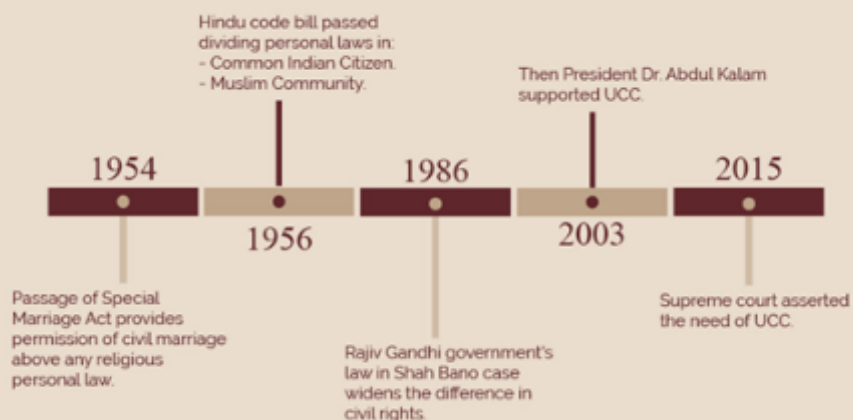 Hindu code bill passed
dividing personal laws in:
- Common Indian Citizen.
- Muslim Community.
Then President Dr. Abdul Kalam
supported UCC.
1954
1986
2015
1956
2003
Passage of Special
Marriage Act provides
permission of civil marriage
above any religious
personal law.
Rajiv Gandhi government's
law in Shah Bano case
widens the difference in
civil rights.
Supreme court asserted
the need of UCC.